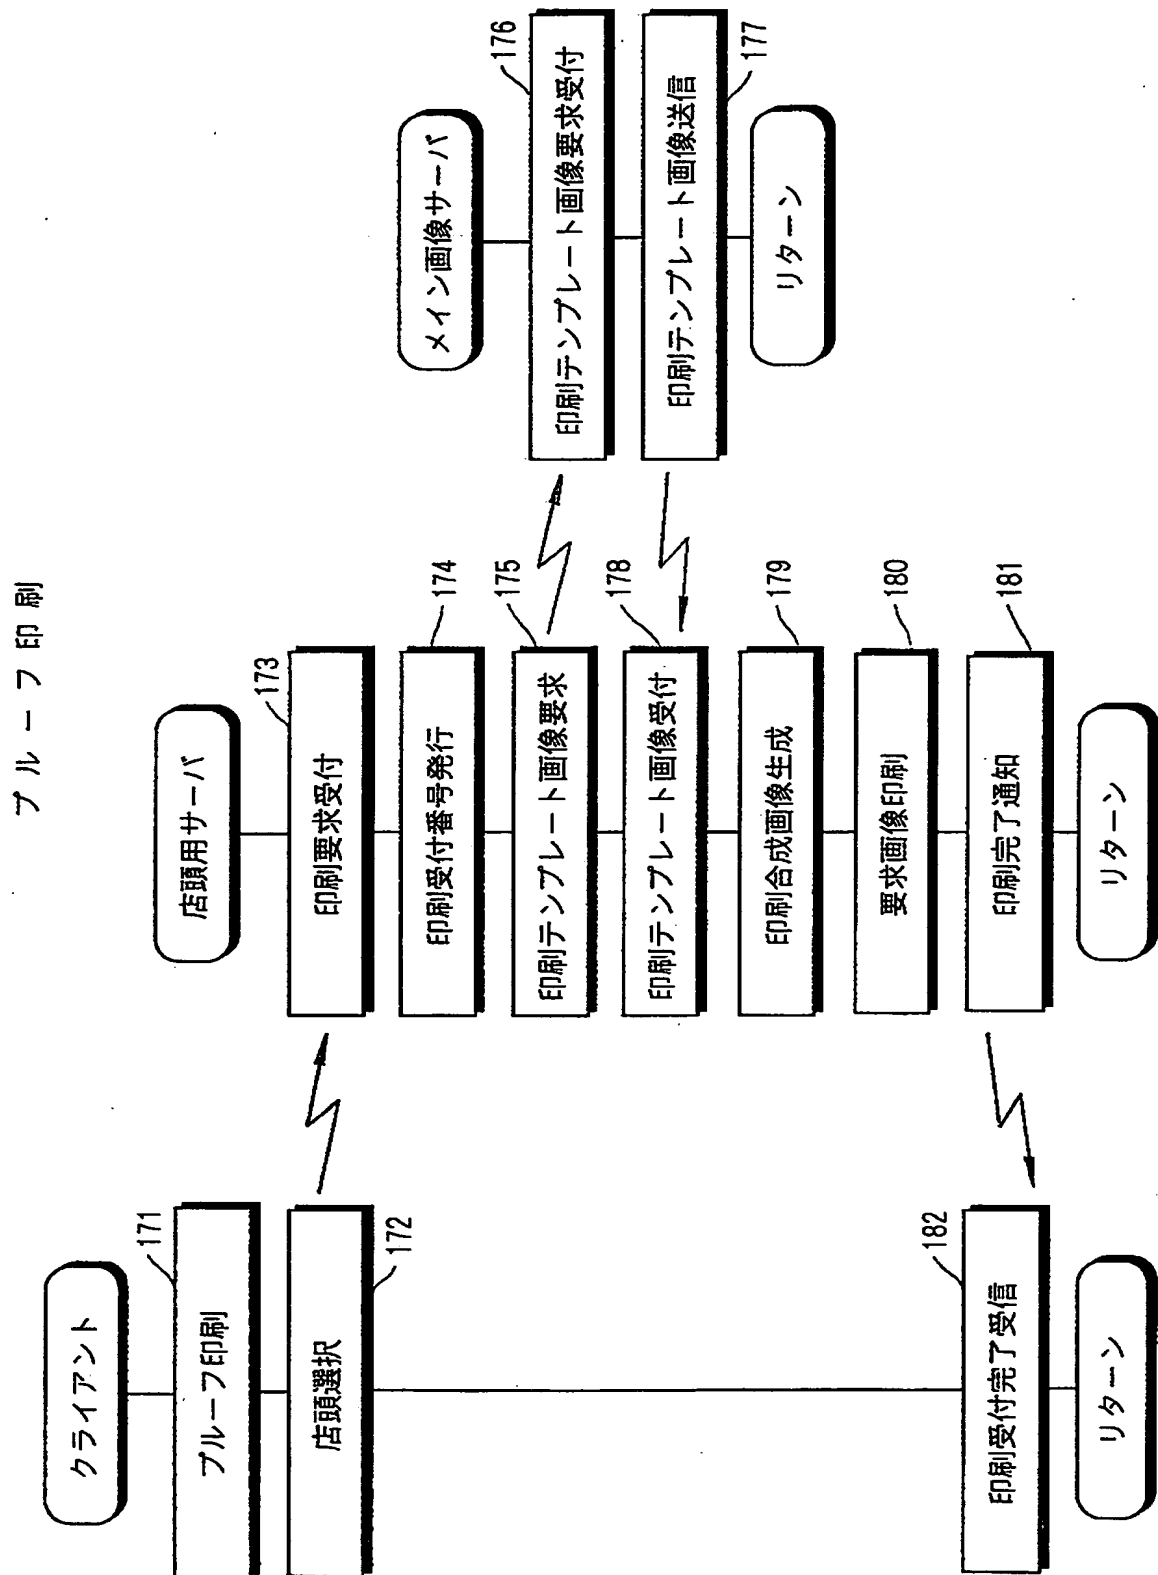 プルーフ印刷
クライアント
プルーフ印刷
171
店頭選択
172
印刷受付完了受信
182
リターン
店頭用サーバ
印刷要求受付
173
印刷受付番号発行
174
印刷テンプレート画像要求
175
印刷テンプレート画像受付
178
印刷合成画像生成
179
要求画像印刷
180
印刷完了通知
181
リターン
メイン画像サーバ
印刷テンプレート画像要求受付
176
印刷テンプレート画像送信
177
リターン